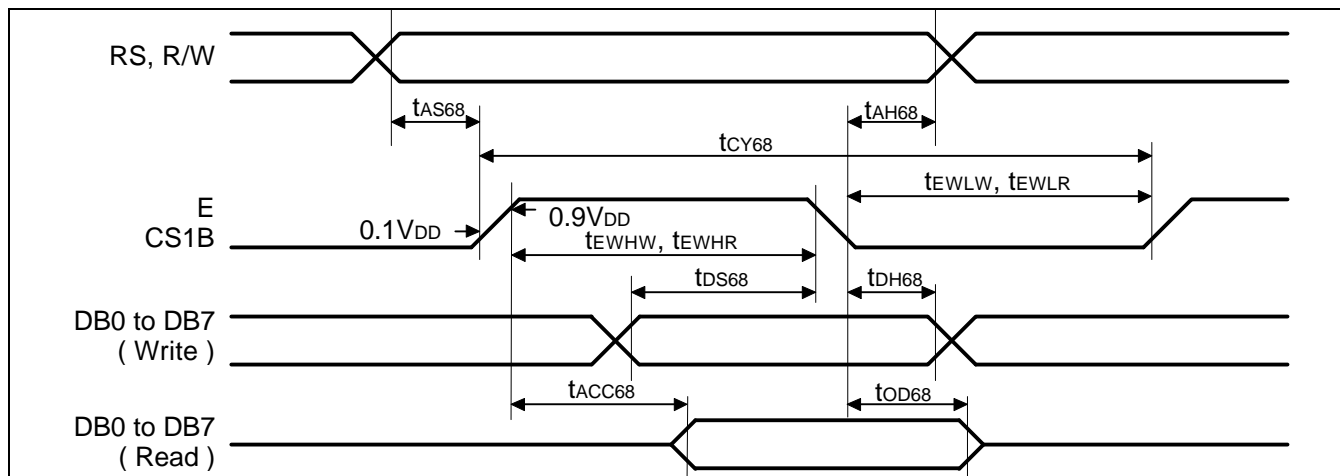 RS, R/W
tAS68
tAH68
tCY68
tEWLW, tEWLR
E
CS1B
0.1VDD
0.9VDD
tEWHW, tEWHR
tDS68
tDH68
DB0 to DB7
( Write )
tACC68
tOD68
DB0 to DB7
( Read )